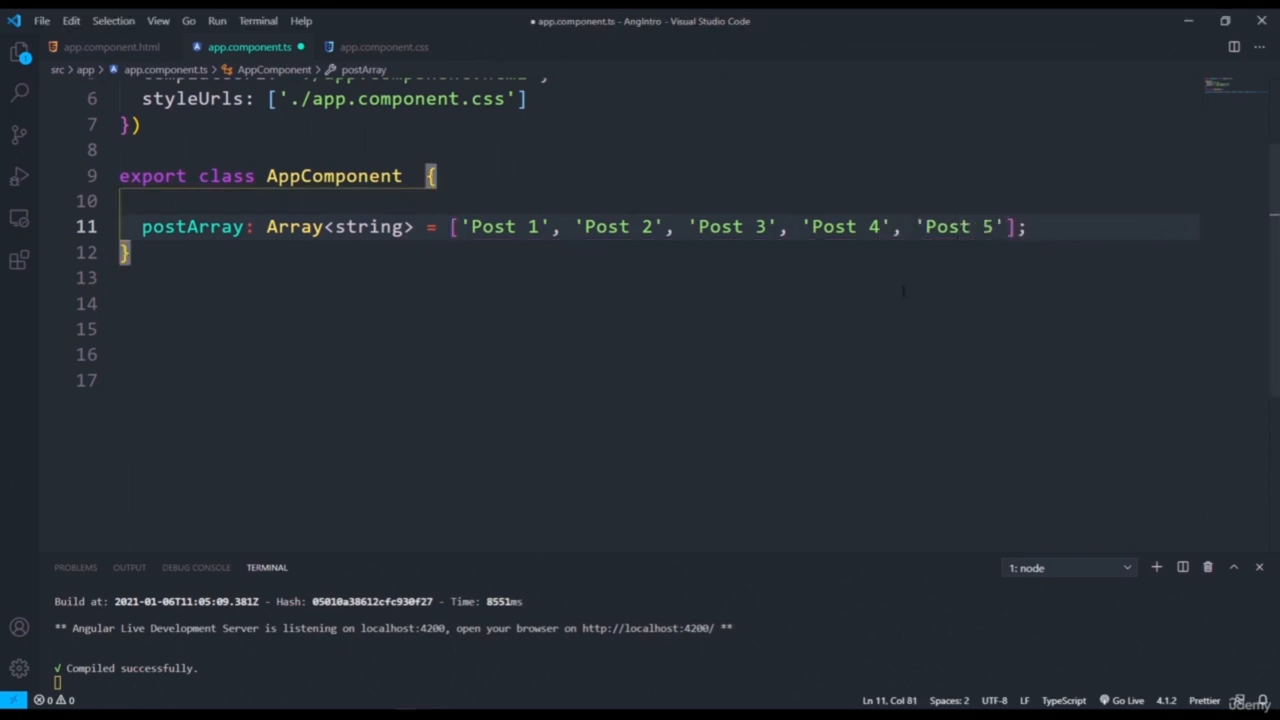 File Edit Selection View Go Run Terminal Help ● app.component.ts - AngIntro - Visual Studio Code
app.component.html app.component.ts ● app.component.css
src > app > app.component.ts > AppComponent > postArray
6 styleUrls: ['./app.component.css']
7 })
8
9 export class AppComponent {
10
11 postArray: Array<string> = ['Post 1', 'Post 2', 'Post 3', 'Post 4', 'Post 5'];
12 }
13
14
15
16
17
PROBLEMS OUTPUT DEBUG CONSOLE TERMINAL 1: node
Build at: 2021-01-06T11:05:09.381Z - Hash: 05010a38612cfc930f27 - Time: 8551ms
** Angular Live Development Server is listening on localhost:4200, open your browser on http://localhost:4200/ **
√ Compiled successfully.
0 0 Ln 11, Col 81 Spaces: 2 UTF-8 LF TypeScript Go Live 4.1.2 Prettier
udemy